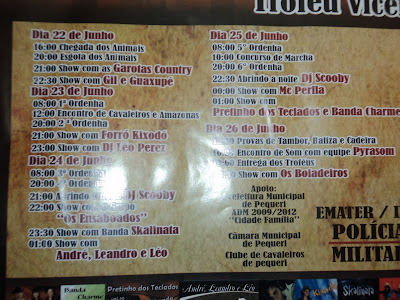 Troféu Vice
Dia 22 de Junho
16:00 Chegada dos Animais
20:00 Esgota dos Animais
21:00 Show com as Garotas Country
22:30 Show com Gil e Guaxupé
Dia 23 de Junho
08:00 1ª Ordenha
12:00 Encontro de Cavaleiros e Amazonas
20:00 2ª Ordenha
21:00 Show com Forró Kixodo
23:00 Show com DJ Léo Perez
Dia 24 de Junho
08:00 3ª Ordenha
20:00 Ordenha
21:00 Abrindo DJ Scooby
22:00 Show com
"Os Ensaboados"
23:30 Show com Banda Skalinata
01:00 Show com
André, Leandro e Léo
Dia 25 de Junho
08:00 5ª Ordenha
10:00 Concurso de Marcha
20:00 6ª Ordenha
22:30 Abrindo a noite DJ Scooby
00:00 Show com Mc Perlla
01:00 Show com
Pretinho dos Teclados e Banda Charme
Dia 26 de Junho
:30 Provas de Tambor, Baliza e Cadeira
Encontro de Som com equipe Pyrasom
Entrega dos Troféus
Show com Os Boiadeiros
Apoio:
Prefeitura Municipal
de Pequeri
ADM 2009/2012
"Cidade Família"
Câmara Municipal
de Pequeri
Clube de Cavaleiros
de pequeri
EMATER / I
POLÍCIA
MILITA
Banda
Charme
Pretinho dos Teclados
André, Leandro e Léo
Skalinata